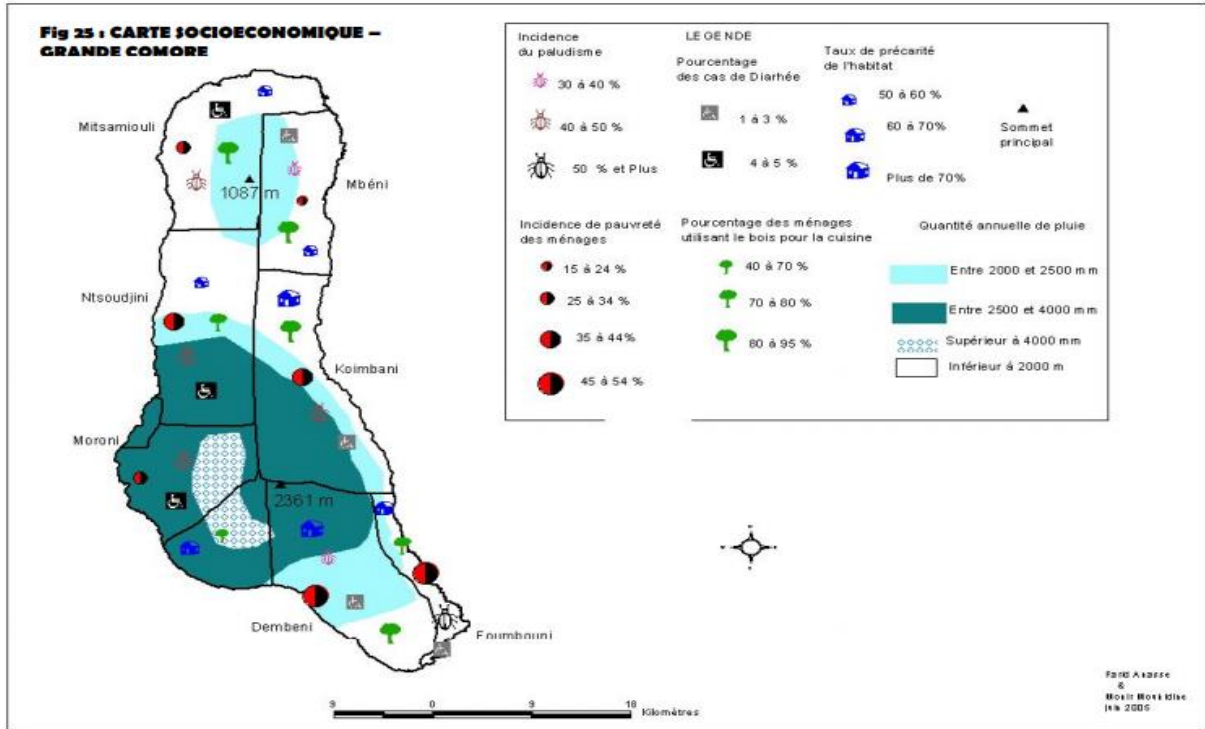 Fig 25 : CARTE SOCIOECONOMIQUE –
GRANDE COMORE
Mitsamiouli
1087 m
Mbéni
Ntsoudjini
Koimbani
Moroni
2361 m
Dembeni
Foumbouni
LEGENDE
Incidence
du paludisme
30 à 40 %
40 à 50 %
50 % et Plus
Pourcentage
des cas de Diarhée
1 à 3 %
4 à 5 %
Taux de précarité
de l'habitat
50 à 60 %
60 à 70%
Plus de 70%
Sommet
principal
Incidence de pauvreté
des ménages
15 à 24 %
25 à 34 %
35 à 44%
45 à 54 %
Pourcentage des ménages
utilisant le bois pour la cuisine
40 à 70 %
70 à 80 %
80 à 95 %
Quantité annuelle de pluie
Entre 2000 et 2500 mm
Entre 2500 et 4000 mm
Supérieur à 4000 mm
Inférieur à 2000 m
9 0 9 18
Kilomètres
&
2005